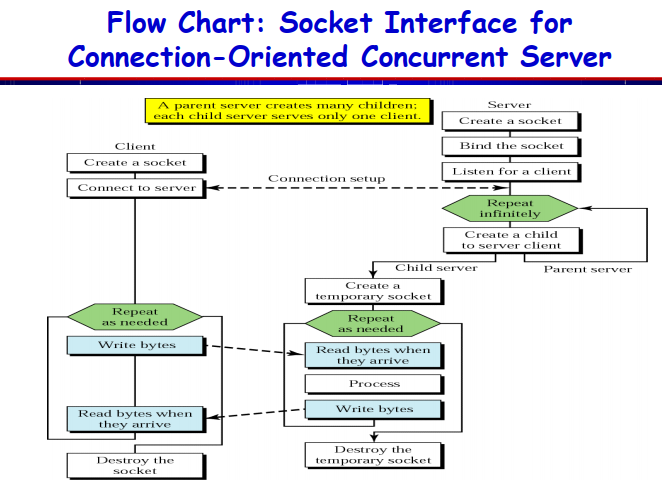 Flow Chart: Socket Interface for
Connection-Oriented Concurrent Server
A parent server creates many children;
each child server serves only one client.
Server
Create a socket
Bind the socket
Listen for a client
Client
Create a socket
Connect to server
Connection setup
Repeat
infinitely
Create a child
to server client
Child server
Parent server
Create a
temporary socket
Repeat
as needed
Repeat
as needed
Write bytes
Read bytes when
they arrive
Process
Write bytes
Read bytes when
they arrive
Destroy the
temporary socket
Destroy the
socket